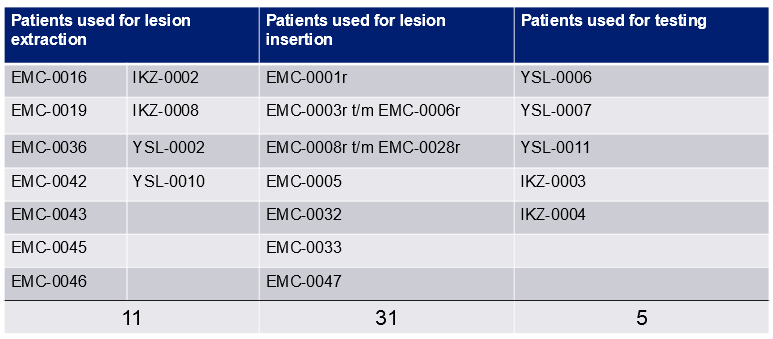 Patients used for lesion extraction Patients used for lesion insertion Patients used for testing
EMC-0016 IKZ-0002 EMC-0001r YSL-0006
EMC-0019 IKZ-0008 EMC-0003r t/m EMC-0006r YSL-0007
EMC-0036 YSL-0002 EMC-0008r t/m EMC-0028r YSL-0011
EMC-0042 YSL-0010 EMC-0005 IKZ-0003
EMC-0043 EMC-0032 IKZ-0004
EMC-0045 EMC-0033
EMC-0046 EMC-0047
11 31 5